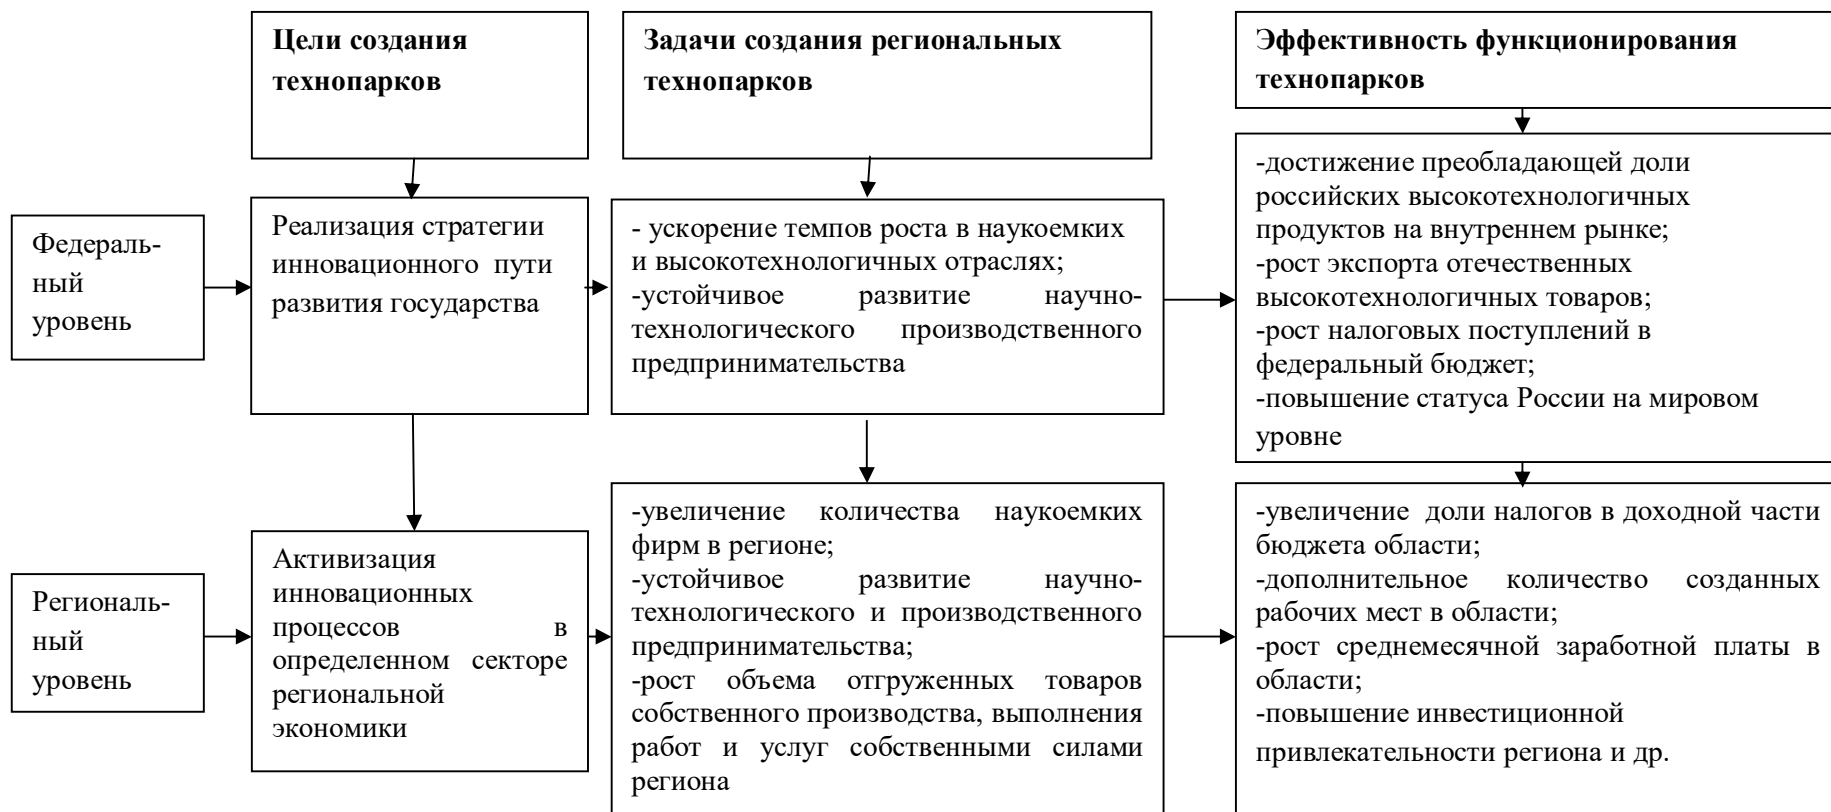 Цели создания
технопарков
Задачи создания региональных
технопарков
Эффективность функционирования
технопарков
Федераль-
ный
уровень
Реализация стратегии
инновационного пути
развития государства
- ускорение темпов роста в наукоемких
и высокотехнологичных отраслях;
-устойчивое развитие научно-
технологического производственного
предпринимательства
-достижение преобладающей доли
российских высокотехнологичных
продуктов на внутреннем рынке;
-рост экспорта отечественных
высокотехнологичных товаров;
-рост налоговых поступлений в
федеральный бюджет;
-повышение статуса России на мировом
уровне
Региональ-
ный
уровень
Активизация
инновационных
процессов в
определенном секторе
региональной
экономики
-увеличение количества наукоемких
фирм в регионе;
-устойчивое развитие научно-
технологического и производственного
предпринимательства;
-рост объема отгруженных товаров
собственного производства, выполнения
работ и услуг собственными силами
региона
-увеличение доли налогов в доходной части
бюджета области;
-дополнительное количество созданных
рабочих мест в области;
-рост среднемесячной заработной платы в
области;
-повышение инвестиционной
привлекательности региона и др.